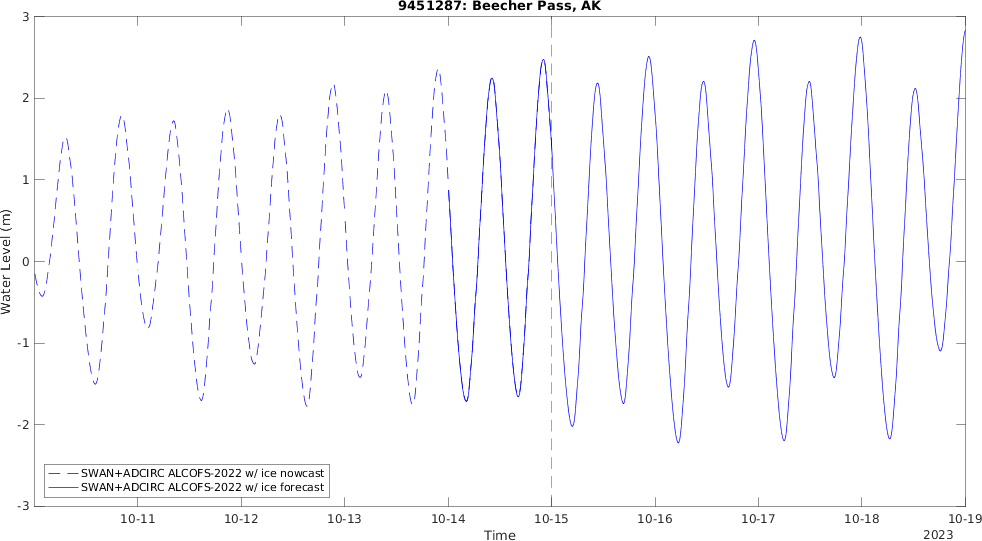 9451287: Beecher Pass, AK
3
2
1
0
-1
-2
-3
Water Level (m)
SWAN+ADCIRC ALCOFS-2022 w/ ice nowcast
SWAN+ADCIRC ALCOFS-2022 w/ ice forecast
10-11 10-12 10-13 10-14 10-15 10-16 10-17 10-18 10-19
Time
2023